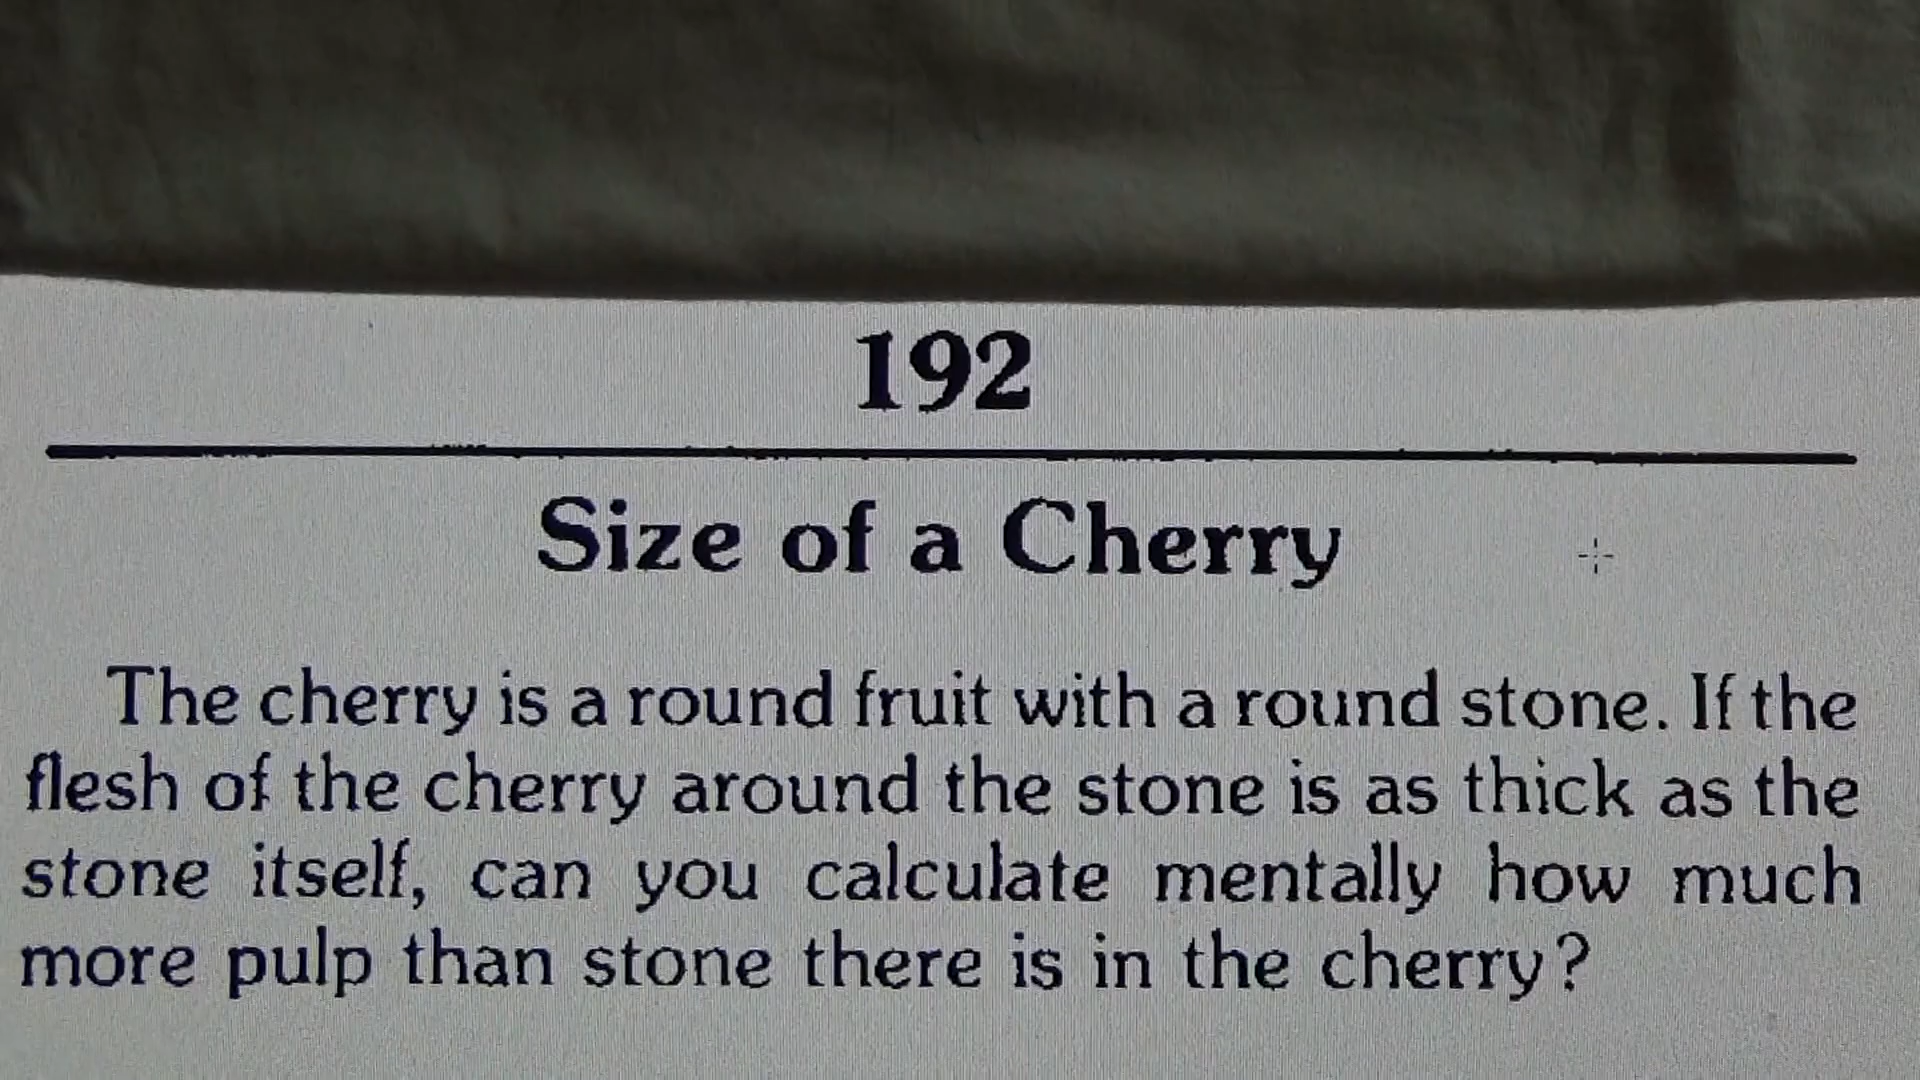 192
Size of a Cherry
The cherry is a round fruit with a round stone. If the
flesh of the cherry around the stone is as thick as the
stone itself, can you calculate mentally how much
more pulp than stone there is in the cherry?